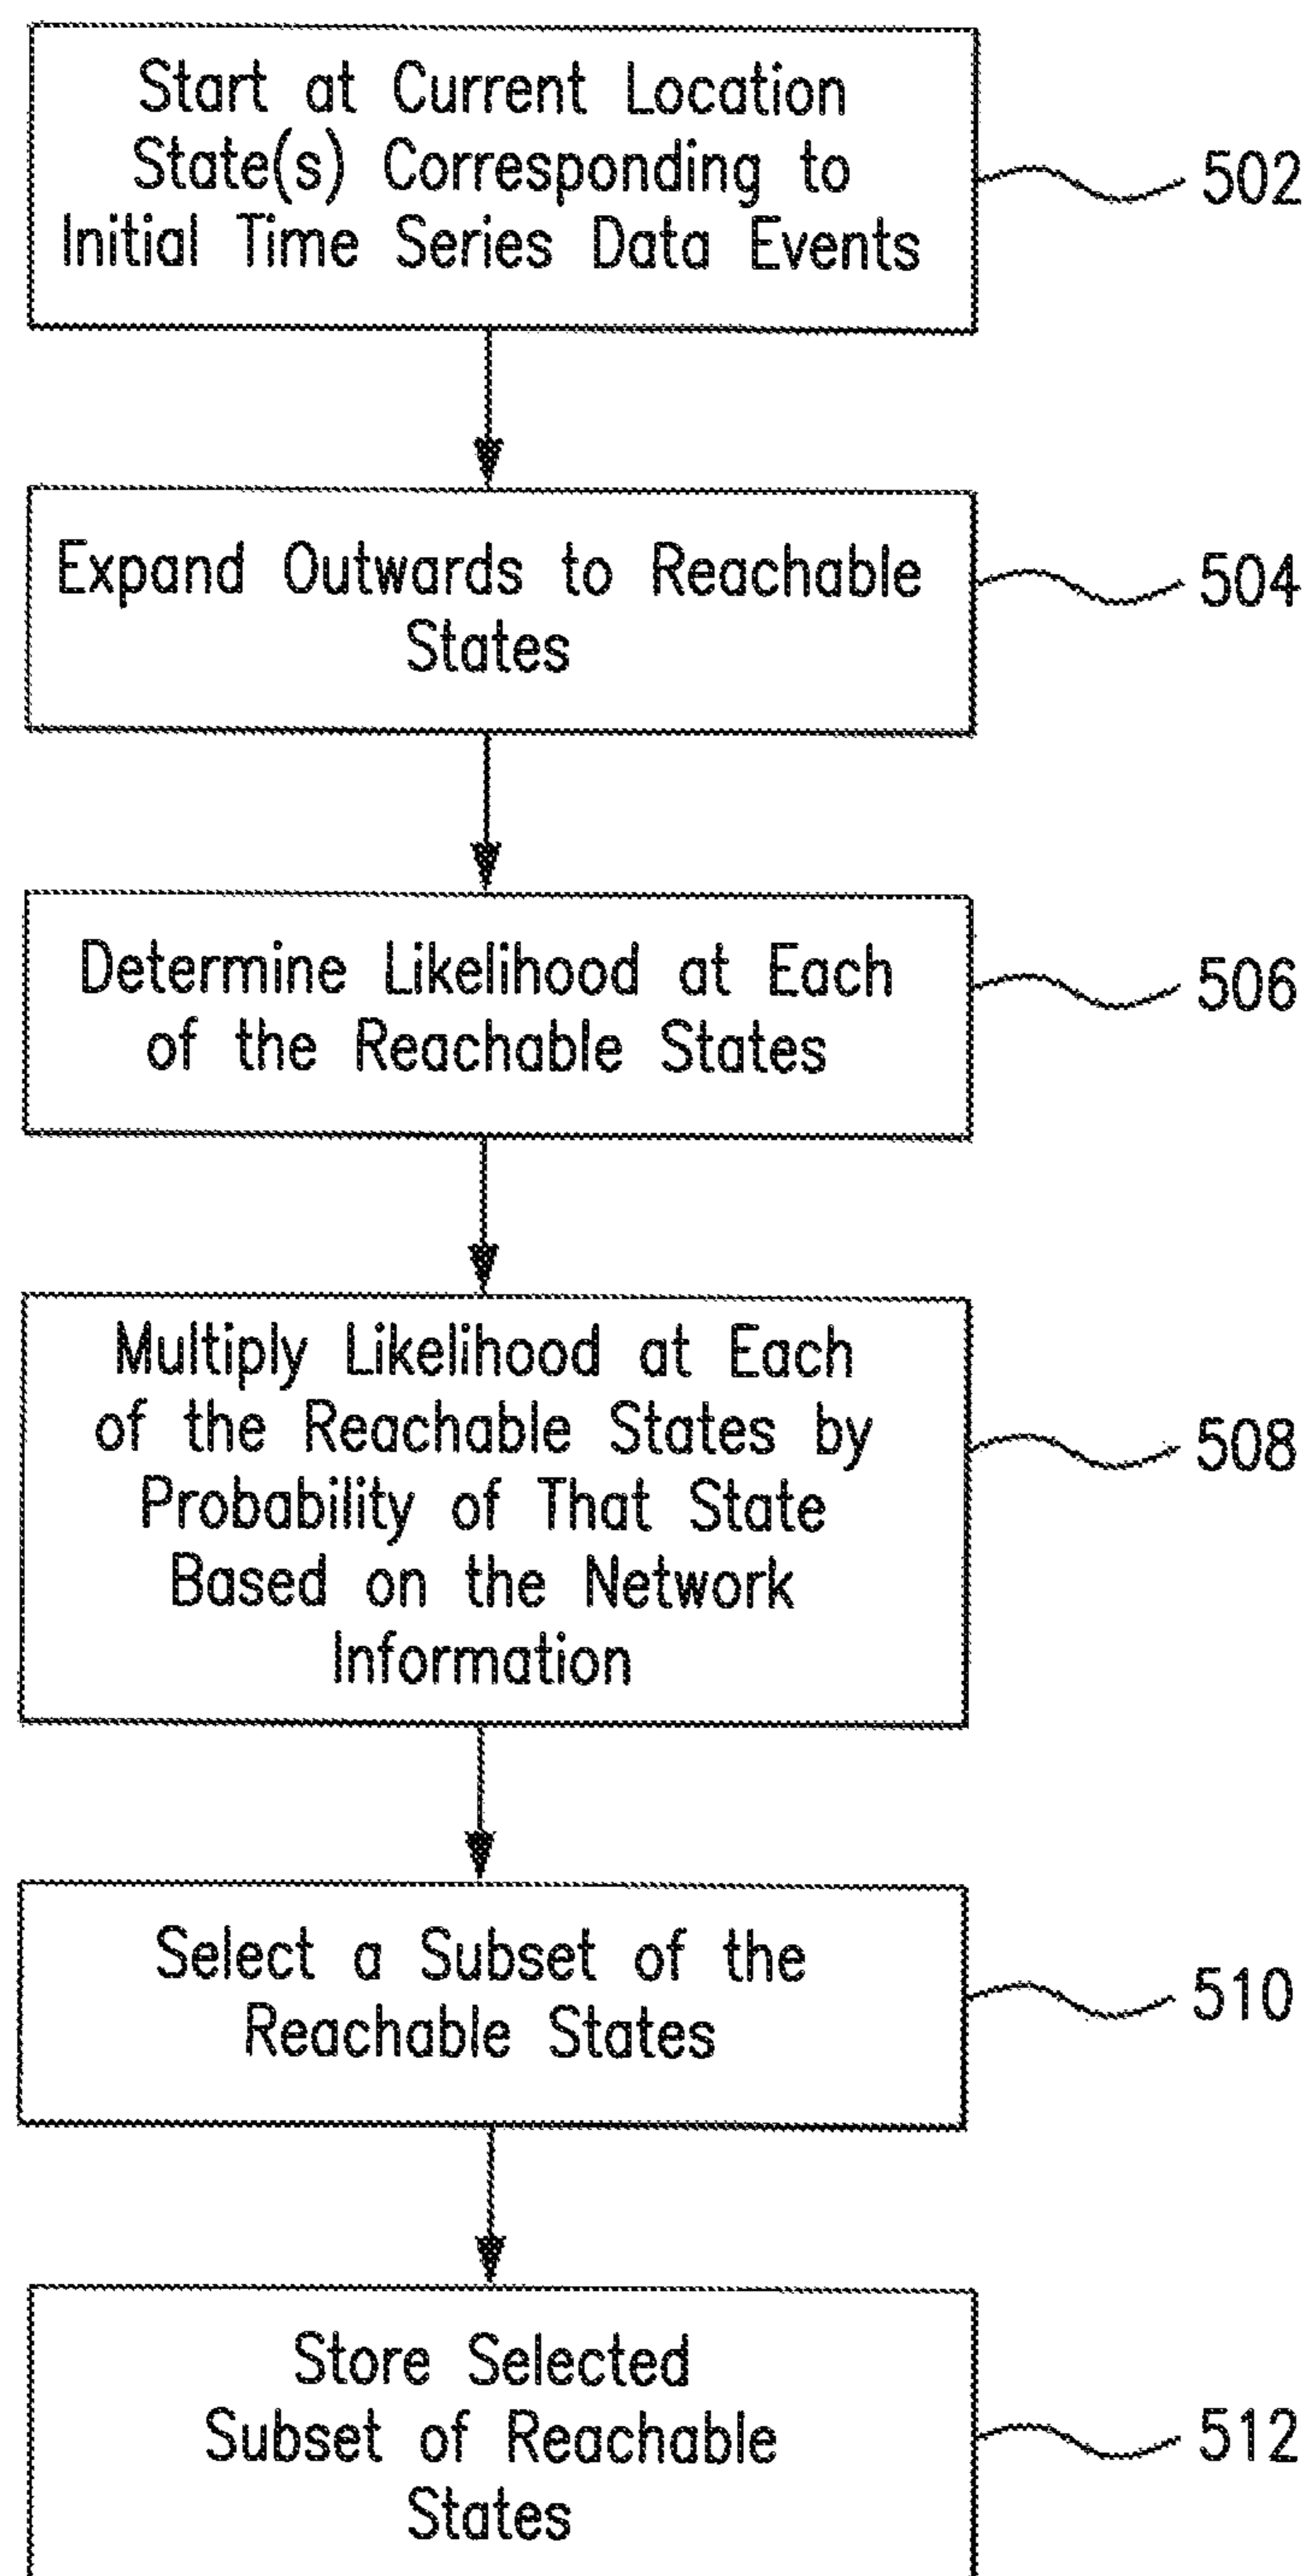 Start at Current Location
State(s) Corresponding to
Initial Time Series Data Events
502
Expand Outwards to Reachable
States
504
Determine Likelihood at Each
of the Reachable States
506
Multiply Likelihood at Each
of the Reachable States by
Probability of That State
Based on the Network
Information
508
Select a Subset of the
Reachable States
510
Store Selected
Subset of Reachable
States
512